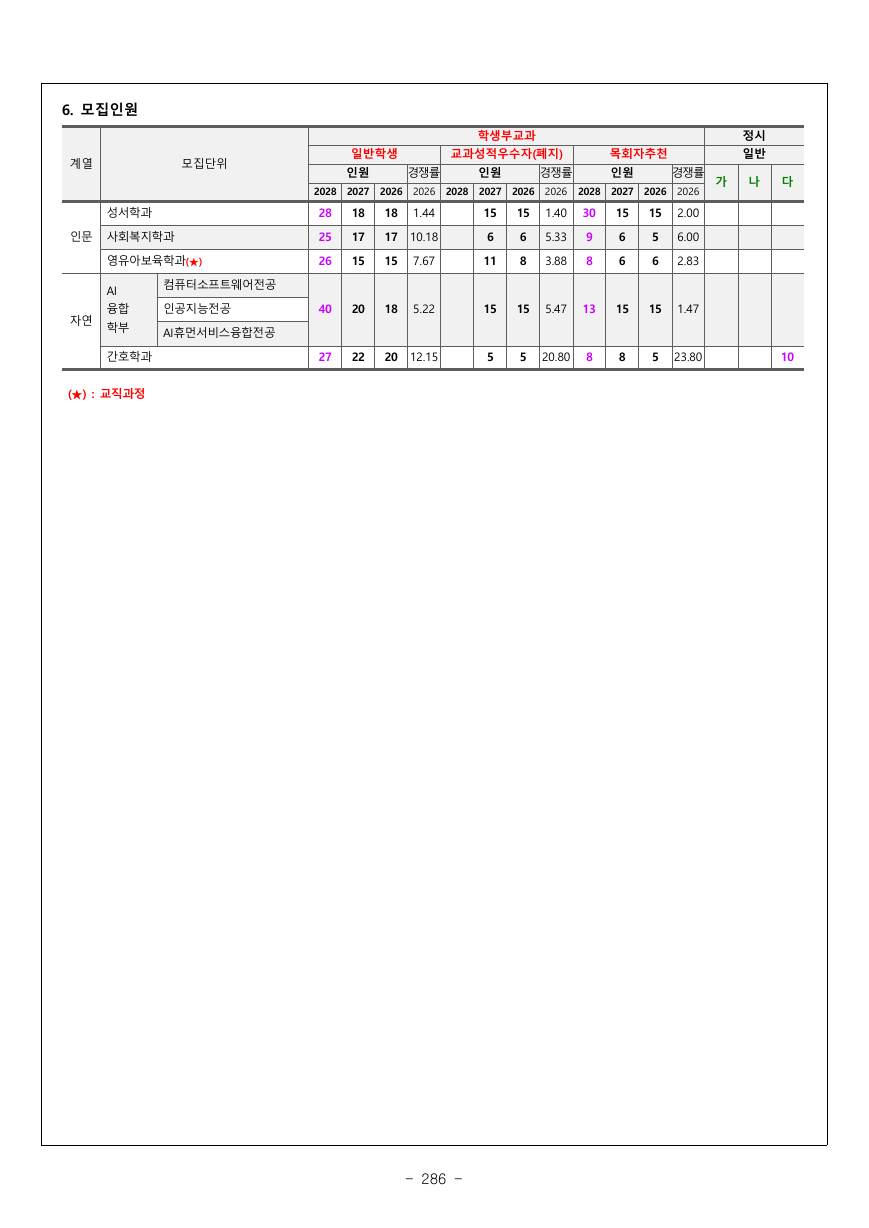 6. 모집인원
계열 모집단위 학생부교과 정시
일반학생 교과성적우수자(폐지) 목회자추천 일반
인원 경쟁률 인원 경쟁률 인원 경쟁률 가 나 다
2028 2027 2026 2026 2028 2027 2026 2026 2028 2027 2026 2026
인문 성서학과 28 18 18 1.44 15 15 1.40 30 15 15 2.00
사회복지학과 25 17 17 10.18 6 6 5.33 9 6 5 6.00
영유아보육학과(★) 26 15 15 7.67 11 8 3.88 8 6 6 2.83
자연 AI 융합 학부 컴퓨터소프트웨어전공
인공지능전공 40 20 18 5.22 15 15 5.47 13 15 15 1.47
AI휴먼서비스융합전공
간호학과 27 22 20 12.15 5 5 20.80 8 8 5 23.80 10
(★) : 교직과정
- 286 -